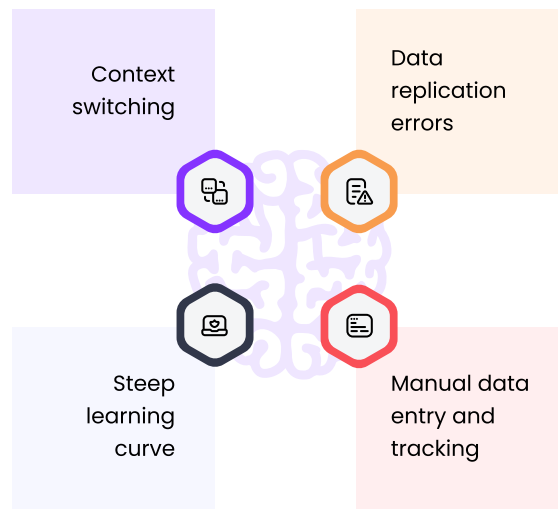 Context
switching
Data
replication
errors
Steep
learning
curve
Manual data
entry and
tracking